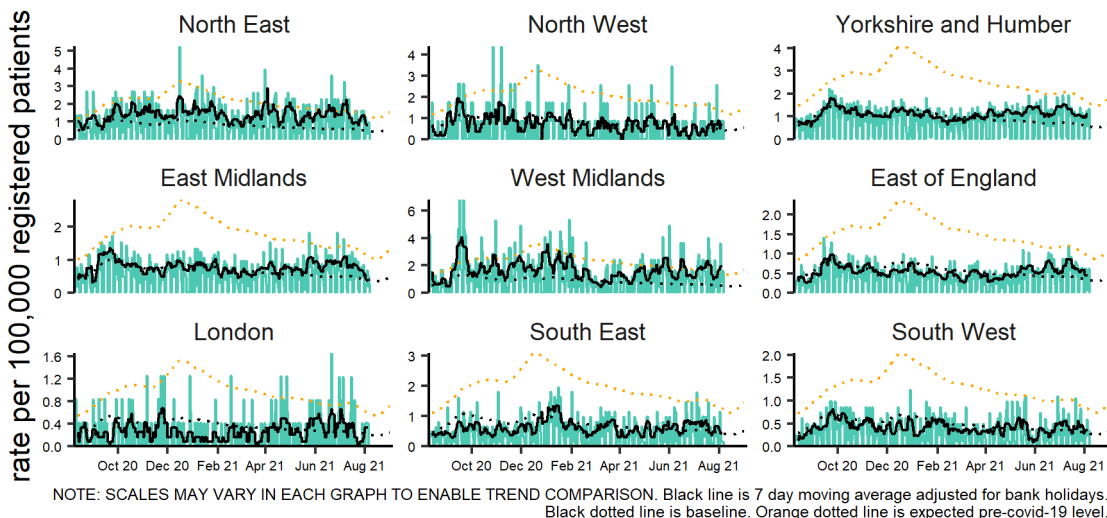 rate per 100,000 registered patients
North East
North West
Yorkshire and Humber
5
4
3
2
1
0
4
3
2
1
0
4
3
2
1
0
East Midlands
West Midlands
East of England
2
1
0
6
4
2
0
2.0
1.5
1.0
0.5
0.0
London
South East
South West
1.6
1.2
0.8
0.4
0.0
3
2
1
0
2.0
1.5
1.0
0.5
0.0
Oct 20 Dec 20 Feb 21 Apr 21 Jun 21 Aug 21
Oct 20 Dec 20 Feb 21 Apr 21 Jun 21 Aug 21
Oct 20 Dec 20 Feb 21 Apr 21 Jun 21 Aug 21
NOTE: SCALES MAY VARY IN EACH GRAPH TO ENABLE TREND COMPARISON. Black line is 7 day moving average adjusted for bank holidays.
Black dotted line is baseline. Orange dotted line is expected pre-covid-19 level.